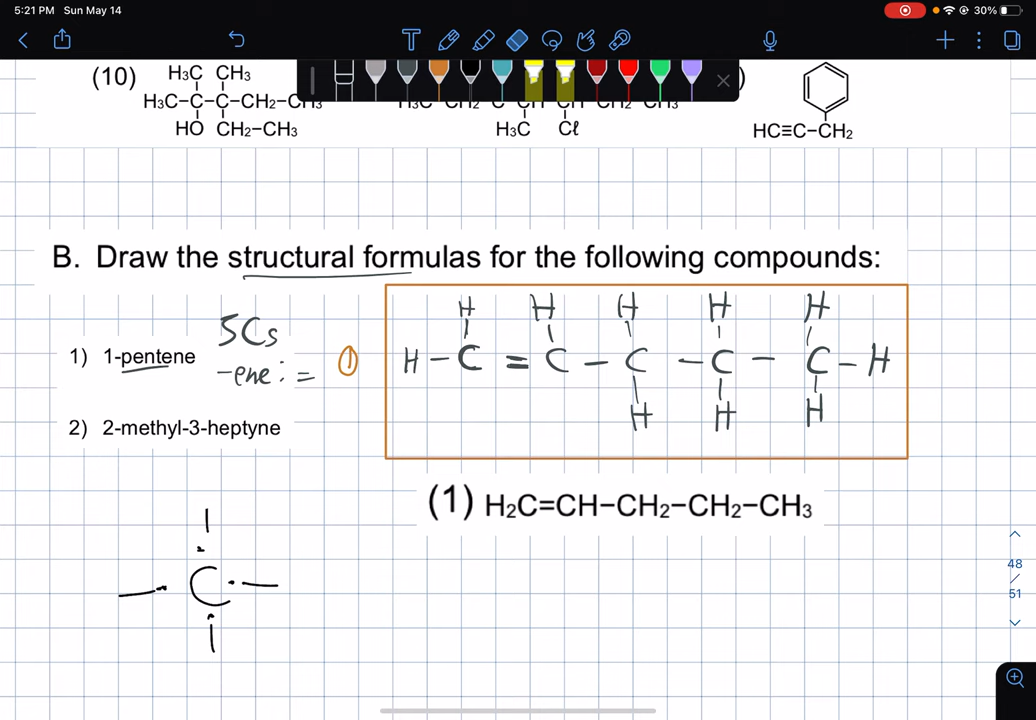 5:21 PM Sun May 14
30%
(10)
H₃C CH₃
H₃C−C−C−CH₂−CH₃
HO CH₂−CH₃
H₃C Cℓ
HC≡C−CH₂
B. Draw the structural formulas for the following compounds:
1) 1-pentene
5Cs
-ene : =
①
H H H H H
H − C = C − C − C − C − H
H H H
2) 2-methyl-3-heptyne
(1) H₂C=CH−CH₂−CH₂−CH₃
C
48
/
51